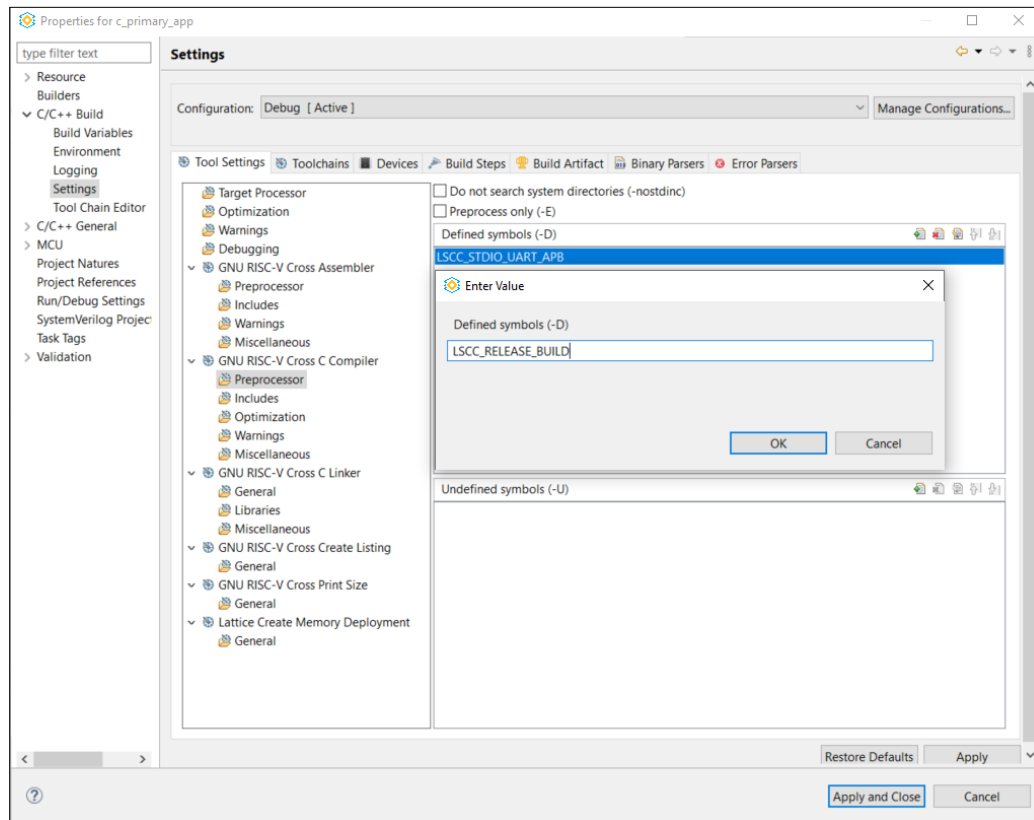 Properties for c_primary_app
type filter text
Resource
Builders
C/C++ Build
Build Variables
Environment
Logging
Settings
Tool Chain Editor
C/C++ General
MCU
Project Natures
Project References
Run/Debug Settings
SystemVerilog Projec
Task Tags
Validation
Settings
Configuration: Debug [ Active ]
Manage Configurations...
Tool Settings Toolchains Devices Build Steps Build Artifact Binary Parsers Error Parsers
Target Processor
Optimization
Warnings
Debugging
GNU RISC-V Cross Assembler
Preprocessor
Includes
Warnings
Miscellaneous
GNU RISC-V Cross C Compiler
Preprocessor
Includes
Optimization
Warnings
Miscellaneous
GNU RISC-V Cross C Linker
General
Libraries
Miscellaneous
GNU RISC-V Cross Create Listing
General
GNU RISC-V Cross Print Size
General
Lattice Create Memory Deployment
General
Do not search system directories (-nostdinc)
Preprocess only (-E)
Defined symbols (-D)
LSCC_STDIO_UART_APB
Enter Value
Defined symbols (-D)
LSCC_RELEASE_BUILD
OK Cancel
Undefined symbols (-U)
Restore Defaults Apply
Apply and Close Cancel